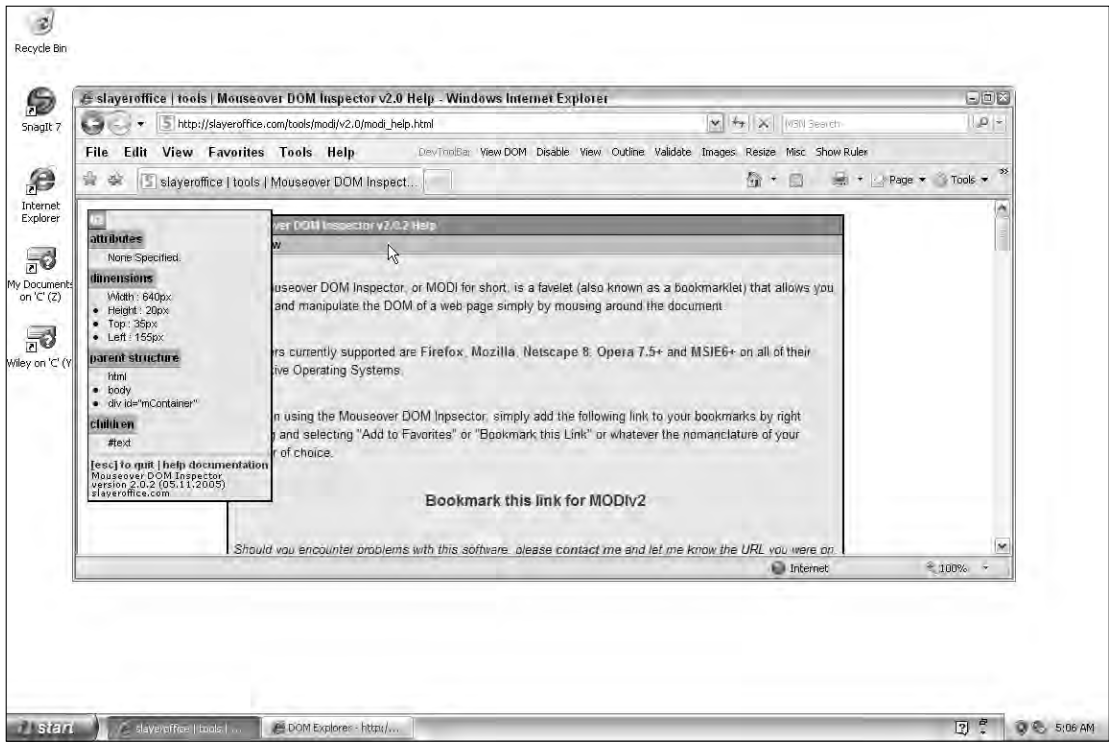 Recycle Bin
SnagIt 7
Internet
Explorer
My Documents
on 'C' (Z)
Wiley on 'C' (Y
slayeroffice | tools | Mouseover DOM Inspector v2.0 Help - Windows Internet Explorer
http://slayeroffice.com/tools/modi/v2.0/modi_help.html
MSN Search
File Edit View Favorites Tools Help
DevToolBar View DOM Disable View Outline Validate Images Resize Misc Show Ruler
slayeroffice | tools | Mouseover DOM Inspect...
Page Tools
attributes
None Specified.
dimensions
Width : 640px
Height : 20px
Top : 35px
Left : 155px
parent structure
html
body
div id="mContainer"
children
#text
[esc] to quit | help documentation
Mouseover DOM Inspector
version 2.0.2 (05.11.2005)
slayeroffice.com
ver DOM Inspector v2.0.2 Help
w
useover DOM Inspector, or MODI for short, is a favelet (also known as a bookmarklet) that allows you
and manipulate the DOM of a web page simply by mousing around the document
rs currently supported are Firefox, Mozilla, Netscape 8, Opera 7.5+ and MSIE6+ on all of their
ive Operating Systems.
n using the Mouseover DOM Inpsector, simply add the following link to your bookmarks by right
g and selecting "Add to Favorites" or "Bookmark this Link" or whatever the nomanclature of your
r of choice.
Bookmark this link for MODIv2
Should you encounter problems with this software, please contact me and let me know the URL you were on
Internet
100%
start
slayeroffice | tools | ...
DOM Explorer - http:/...
5:06 AM